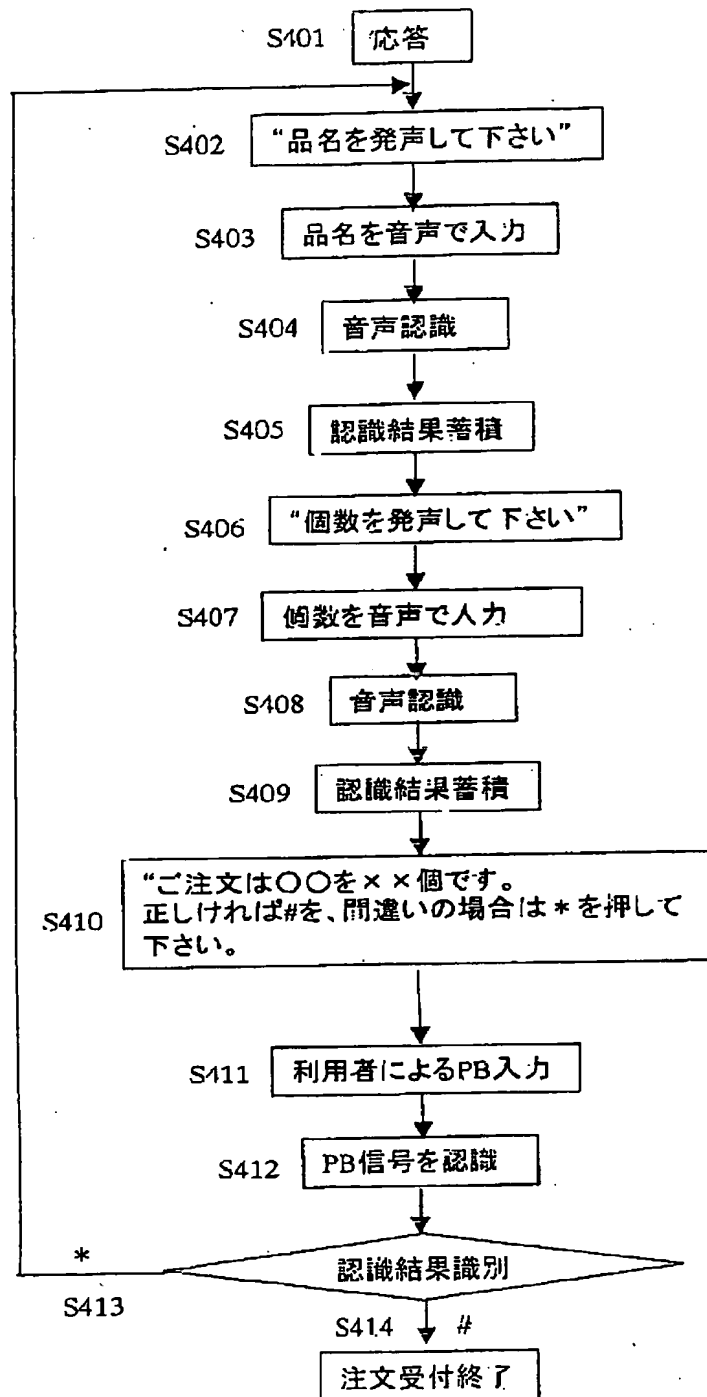 S401 応答
S402 “品名を発声して下さい”
S403 品名を音声で入力
S404 音声認識
S405 認識結果蓄積
S406 “個数を発声して下さい”
S407 個数を音声で入力
S408 音声認識
S409 認識結果蓄積
“ご注文は〇〇を××個です。
S410 正しければ#を、間違いの場合は*を押して
下さい。
S411 利用者によるPB入力
S412 PB信号を認識
*
認識結果識別
S413
S414 #
注文受付終了